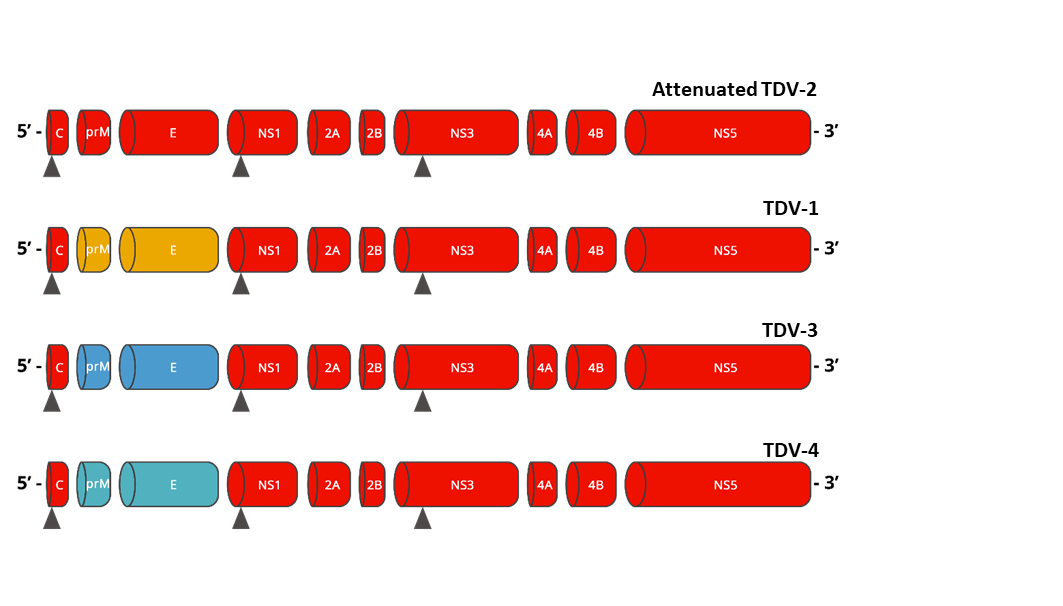 Attenuated TDV-2
5’ - C prM E NS1 2A 2B NS3 4A 4B NS5 - 3’
TDV-1
5’ - C prM E NS1 2A 2B NS3 4A 4B NS5 - 3’
TDV-3
5’ - C prM E NS1 2A 2B NS3 4A 4B NS5 - 3’
TDV-4
5’ - C prM E NS1 2A 2B NS3 4A 4B NS5 - 3’